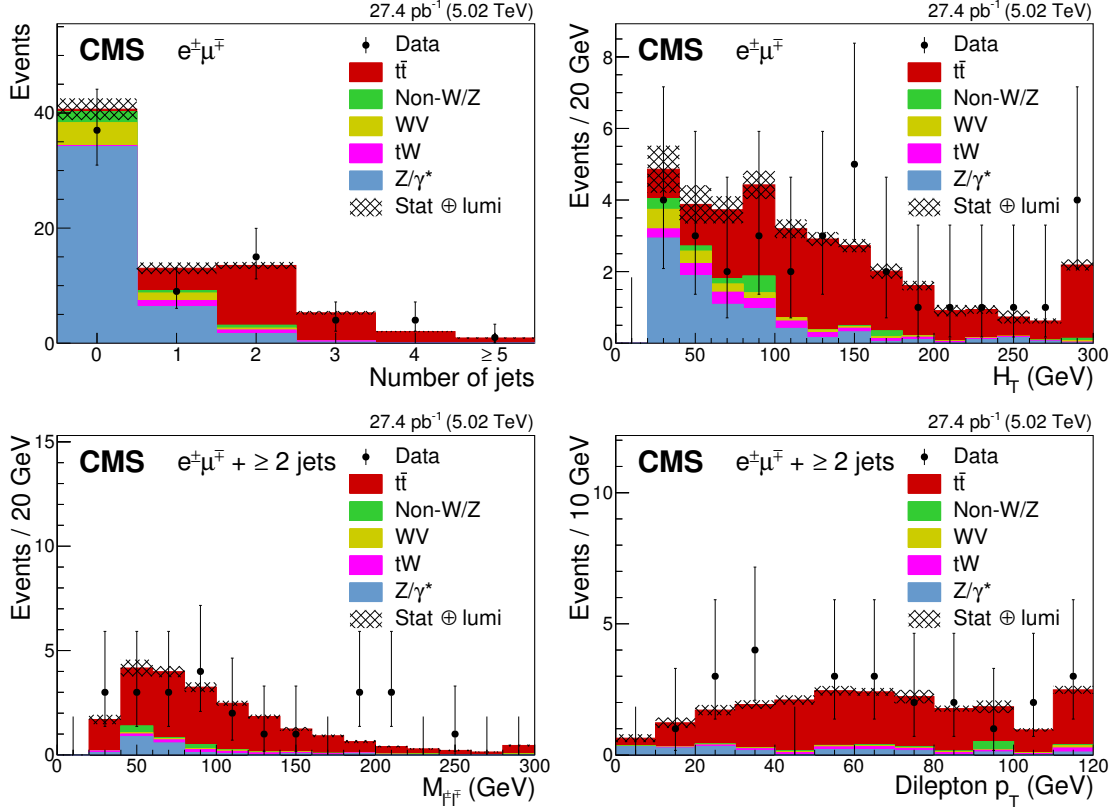 27.4 pb⁻¹ (5.02 TeV)
CMS e±μ∓
Data
tt̄
Non-W/Z
WV
tW
Z/γ*
Stat ⊕ lumi
Events
0 20 40
0 1 2 3 4 ≥5
Number of jets
27.4 pb⁻¹ (5.02 TeV)
CMS e±μ∓
Data
tt̄
Non-W/Z
WV
tW
Z/γ*
Stat ⊕ lumi
Events / 20 GeV
0 2 4 6 8
0 50 100 150 200 250 300
H_T (GeV)
27.4 pb⁻¹ (5.02 TeV)
CMS e±μ∓ + ≥ 2 jets
Data
tt̄
Non-W/Z
WV
tW
Z/γ*
Stat ⊕ lumi
Events / 20 GeV
0 5 10 15
0 50 100 150 200 250 300
M_l±l∓ (GeV)
27.4 pb⁻¹ (5.02 TeV)
CMS e±μ∓ + ≥ 2 jets
Data
tt̄
Non-W/Z
WV
tW
Z/γ*
Stat ⊕ lumi
Events / 10 GeV
0 5 10
0 20 40 60 80 100 120
Dilepton p_T (GeV)